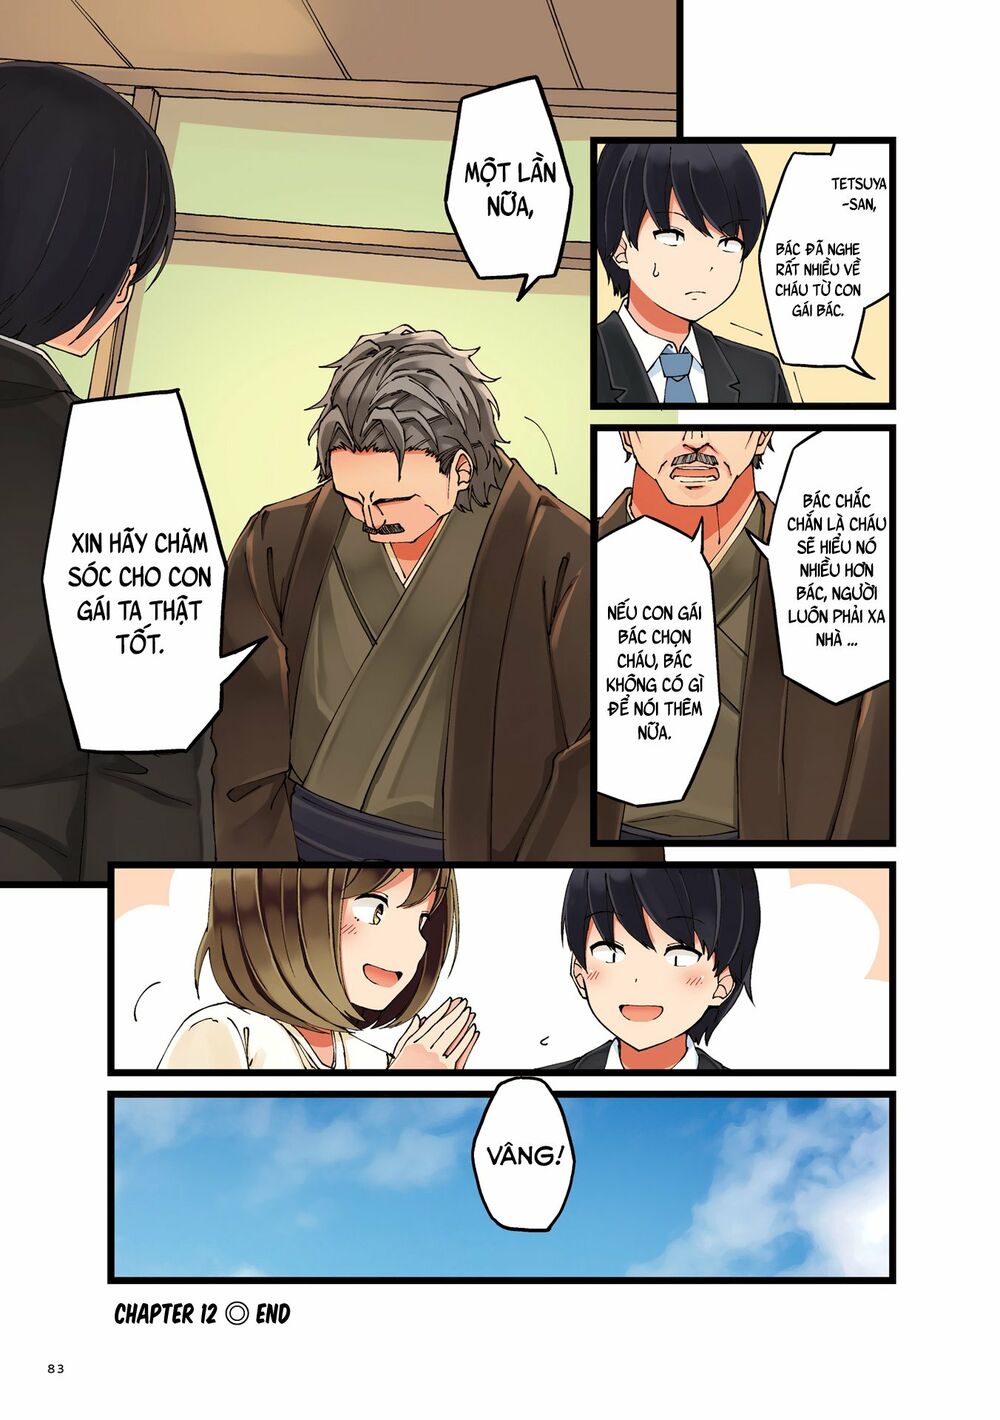 TETSUYA
-SAN,
BÁC ĐÃ NGHE
RẤT NHIỀU VỀ
CHÁU TỪ CON
GÁI BÁC.
BÁC CHẮC
CHẮN LÀ CHÁU
SẼ HIỂU NÓ
NHIỀU HƠN
BÁC, NGƯỜI
LUÔN PHẢI XA
NHÀ ...
NẾU CON GÁI
BÁC CHỌN
CHÁU, BÁC
KHÔNG CÓ GÌ
ĐỂ NÓI THÊM
NỮA.
MỘT LẦN
NỮA,
XIN HÃY CHĂM
SÓC CHO CON
GÁI TA THẬT
TỐT.
VÂNG!
CHAPTER 12 ◎ END
83